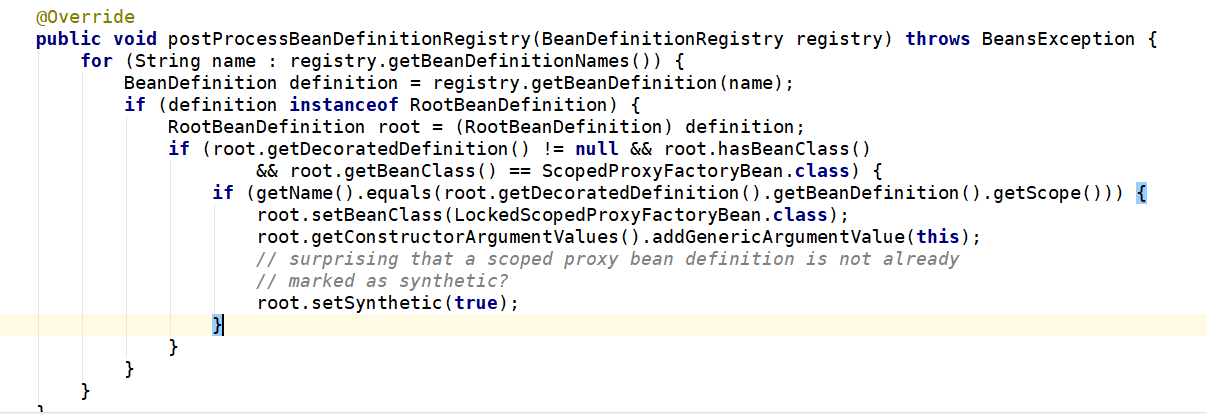 @Override
public void postProcessBeanDefinitionRegistry(BeanDefinitionRegistry registry) throws BeansException {
    for (String name : registry.getBeanDefinitionNames()) {
        BeanDefinition definition = registry.getBeanDefinition(name);
        if (definition instanceof RootBeanDefinition) {
            RootBeanDefinition root = (RootBeanDefinition) definition;
            if (root.getDecoratedDefinition() != null && root.hasBeanClass()
                    && root.getBeanClass() == ScopedProxyFactoryBean.class) {
                if (getName().equals(root.getDecoratedDefinition().getBeanDefinition().getScope())) {
                    root.setBeanClass(LockedScopedProxyFactoryBean.class);
                    root.getConstructorArgumentValues().addGenericArgumentValue(this);
                    // surprising that a scoped proxy bean definition is not already
                    // marked as synthetic?
                    root.setSynthetic(true);
                }
            }
        }
    }